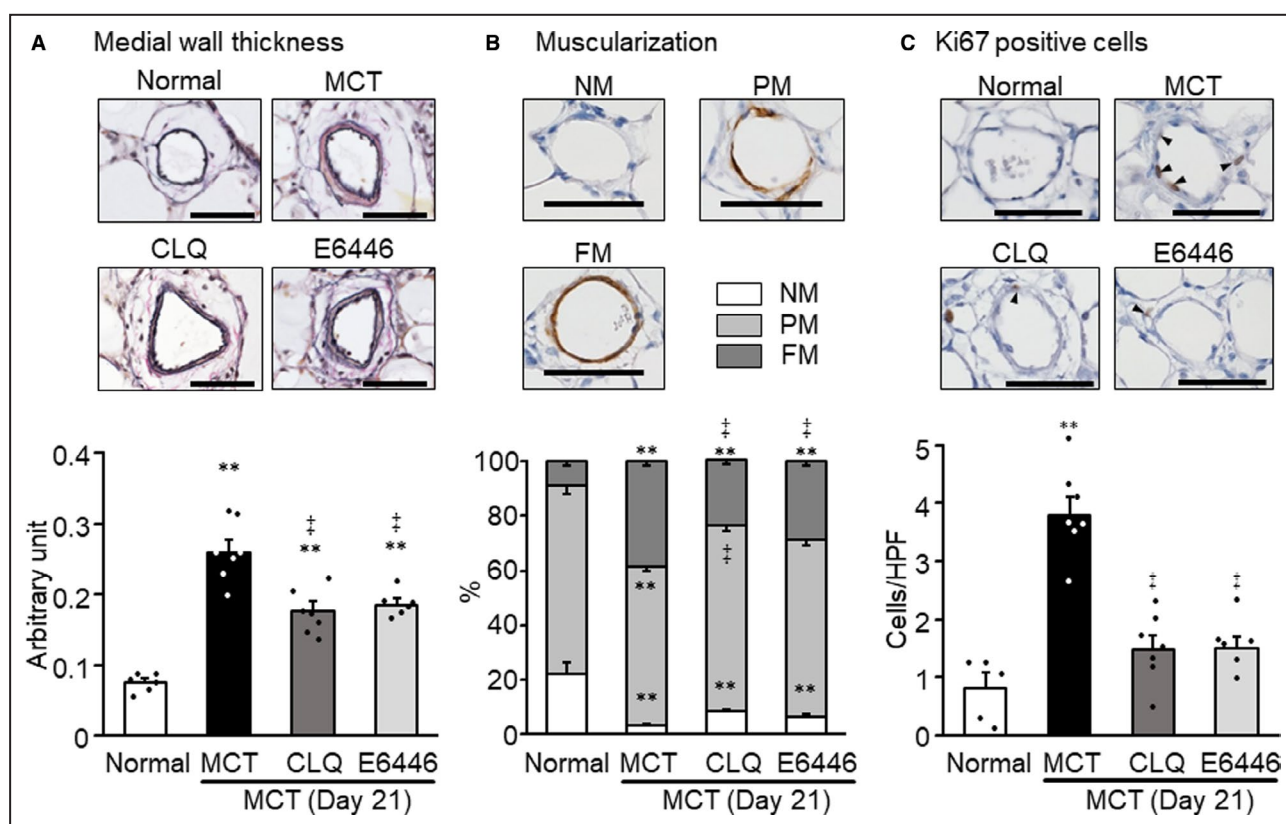 A Medial wall thickness
Normal MCT
CLQ E6446
0.4
0.3
0.2
0.1
0
Arbitrary unit
**
‡
**
‡
**
Normal MCT CLQ E6446
MCT (Day 21)
B Muscularization
NM PM
FM
NM
PM
FM
100
80
60
40
20
0
%
**
‡
**
‡
**
**
‡
**
**
**
MCT CLQ E6446
Normal
MCT (Day 21)
C Ki67 positive cells
Normal MCT
CLQ E6446
5
4
3
2
1
0
Cells/HPF
**
‡
‡
Normal MCT CLQ E6446
MCT (Day 21)